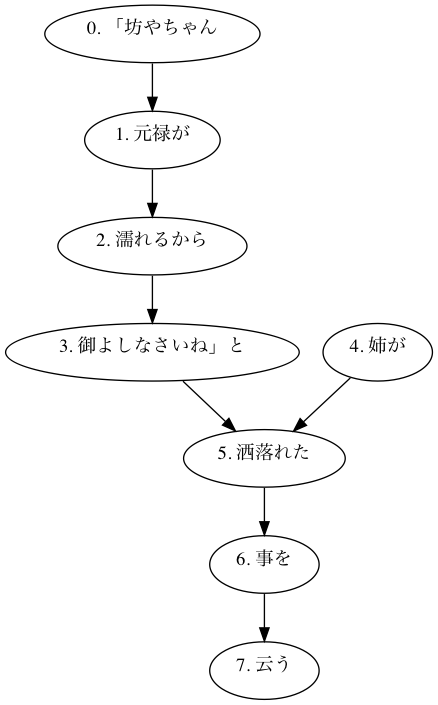 0. 「坊やちゃん
1. 元禄が
2. 濡れるから
3. 御よしなさいね」と
4. 姉が
5. 洒落れた
6. 事を
7. 云う